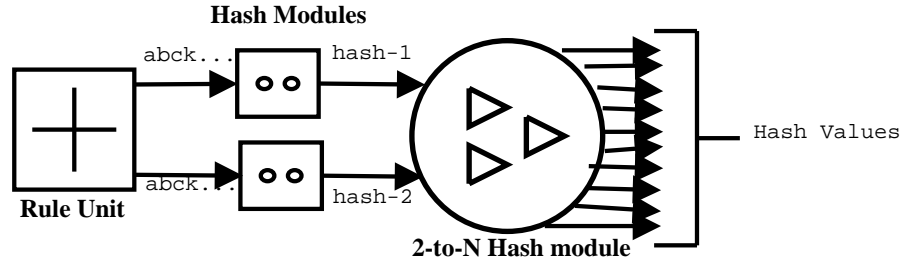 Hash Modules
abck...
hash-1
Hash Values
abck...
hash-2
Rule Unit
2-to-N Hash module